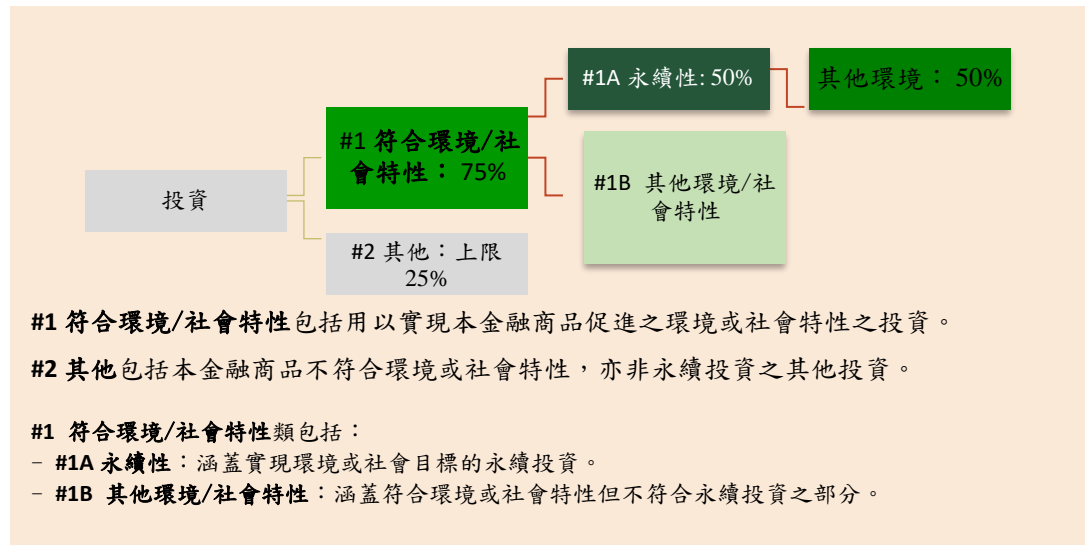 #1A 永續性: 50%
其他環境： 50%
#1 符合環境/社
會特性： 75%
投資
#1B 其他環境/社
會特性
#2 其他：上限
25%
#1 符合環境/社會特性包括用以實現本金融商品促進之環境或社會特性之投資。
#2 其他包括本金融商品不符合環境或社會特性，亦非永續投資之其他投資。
#1 符合環境/社會特性類包括：
- #1A 永續性：涵蓋實現環境或社會目標的永續投資。
- #1B 其他環境/社會特性：涵蓋符合環境或社會特性但不符合永續投資之部分。